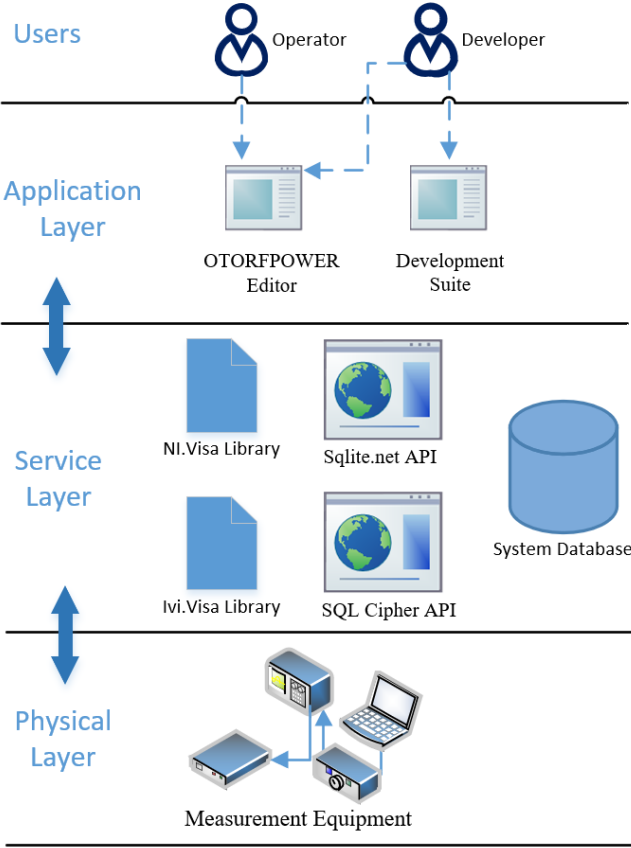 Users
Operator
Developer
Application
Layer
OTORFPOWER
Editor
Development
Suite
Service
Layer
NI.Visa Library
Sqlite.net API
System Database
Ivi.Visa Library
SQL Cipher API
Physical
Layer
Measurement Equipment